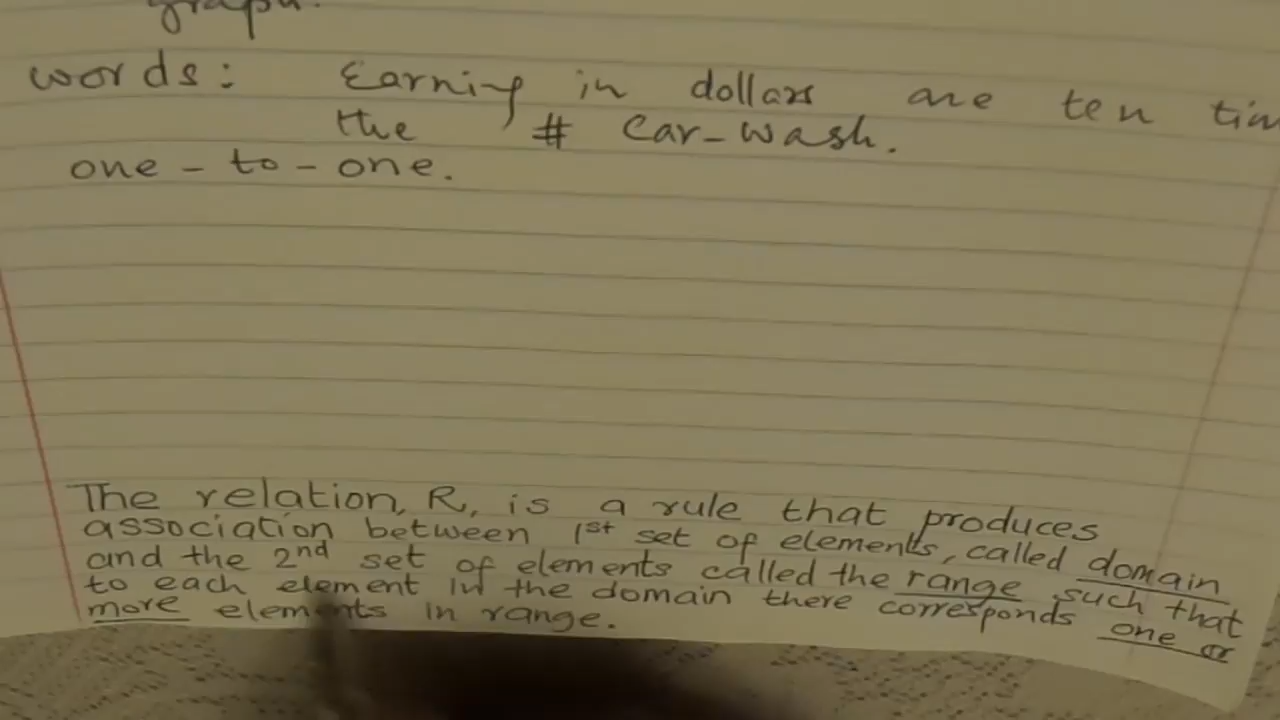 graph.
words: Earning in dollars are ten tim
the # Car-wash.
one-to-one.
The relation, R, is a rule that produces
association between 1st set of elements, called domain
and the 2nd set of elements called the range such that
to each element in the domain there corresponds one or
more elements in range.